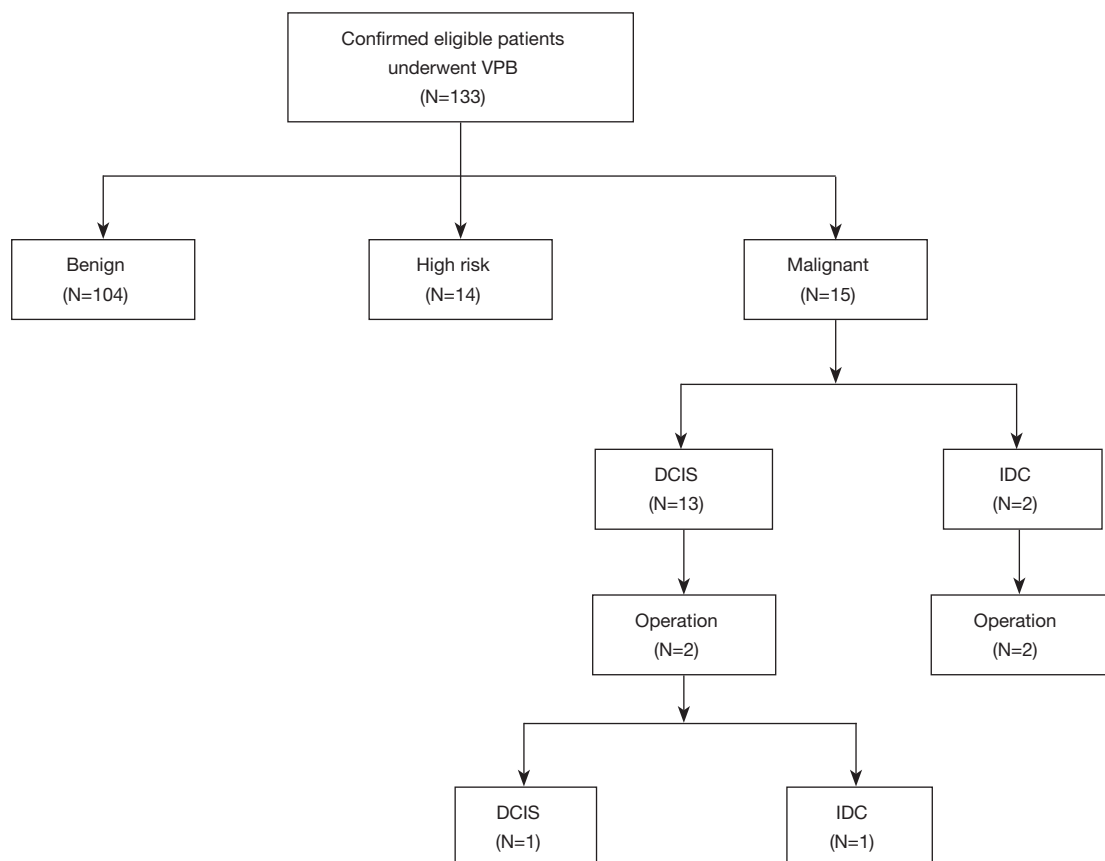 Confirmed eligible patients
underwent VPB
(N=133)
Benign
(N=104)
High risk
(N=14)
Malignant
(N=15)
DCIS
(N=13)
IDC
(N=2)
Operation
(N=2)
Operation
(N=2)
DCIS
(N=1)
IDC
(N=1)